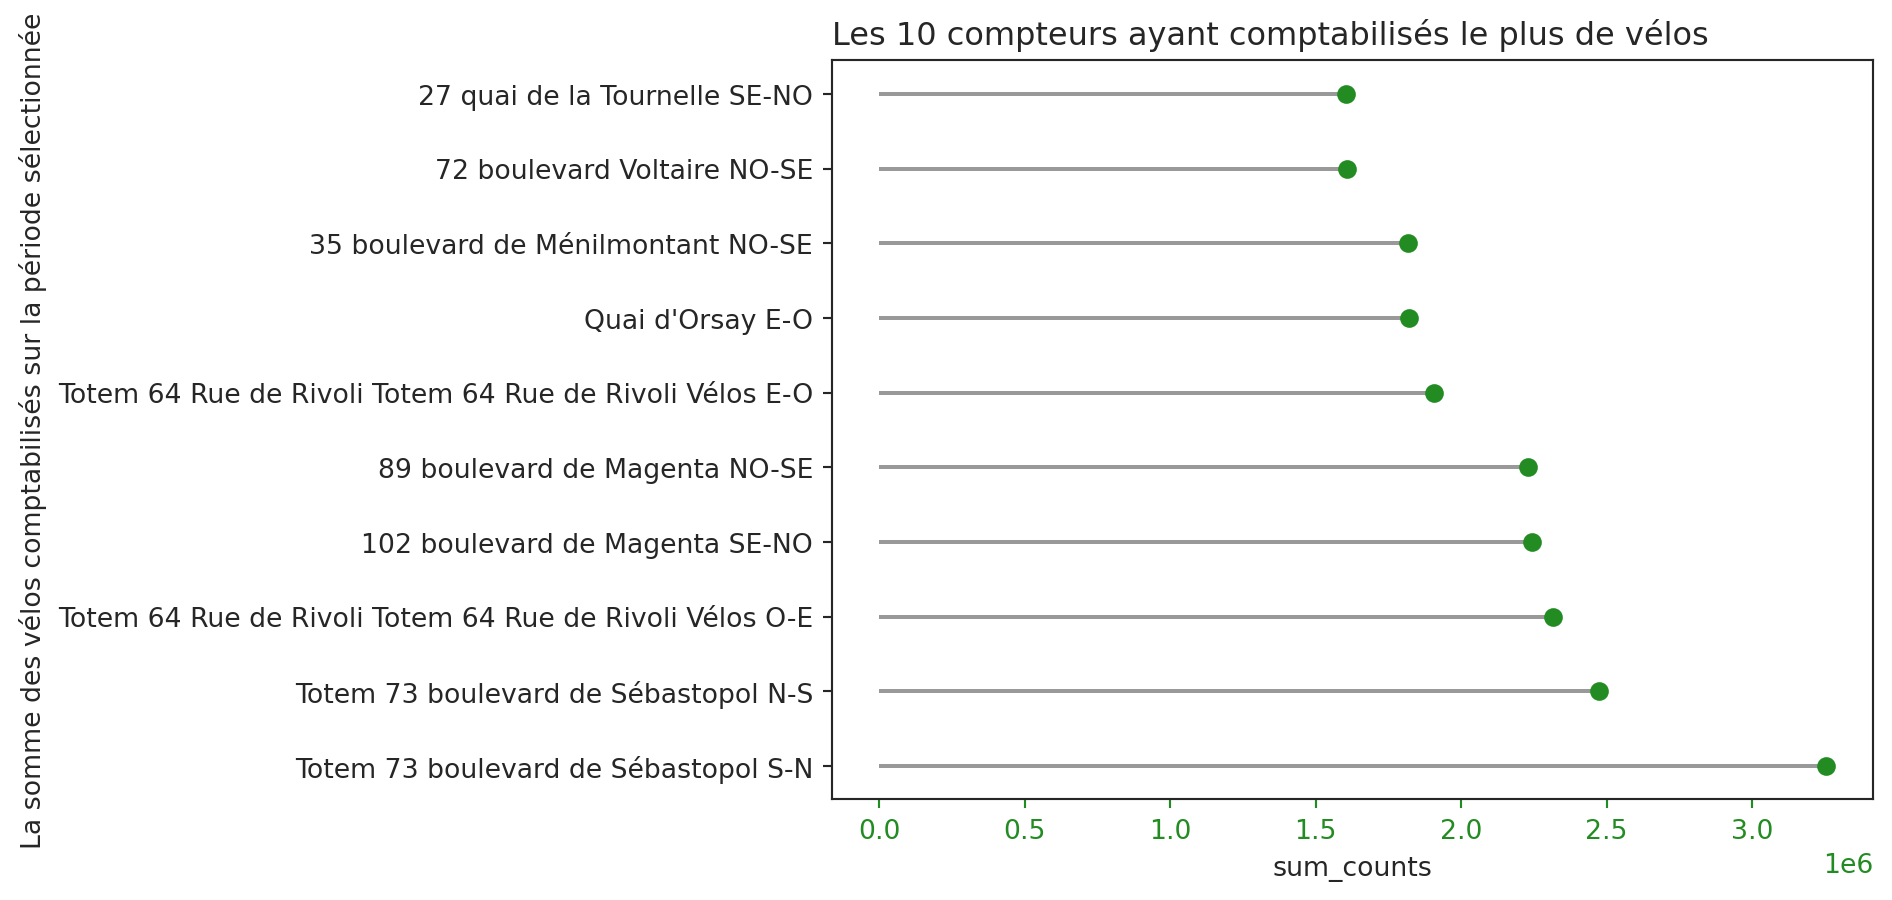 Les 10 compteurs ayant comptabilisés le plus de vélos
La somme des vélos comptabilisés sur la période sélectionnée
27 quai de la Tournelle SE-NO
72 boulevard Voltaire NO-SE
35 boulevard de Ménilmontant NO-SE
Quai d'Orsay E-O
Totem 64 Rue de Rivoli Totem 64 Rue de Rivoli Vélos E-O
89 boulevard de Magenta NO-SE
102 boulevard de Magenta SE-NO
Totem 64 Rue de Rivoli Totem 64 Rue de Rivoli Vélos O-E
Totem 73 boulevard de Sébastopol N-S
Totem 73 boulevard de Sébastopol S-N
0.0 0.5 1.0 1.5 2.0 2.5 3.0
1e6
sum_counts